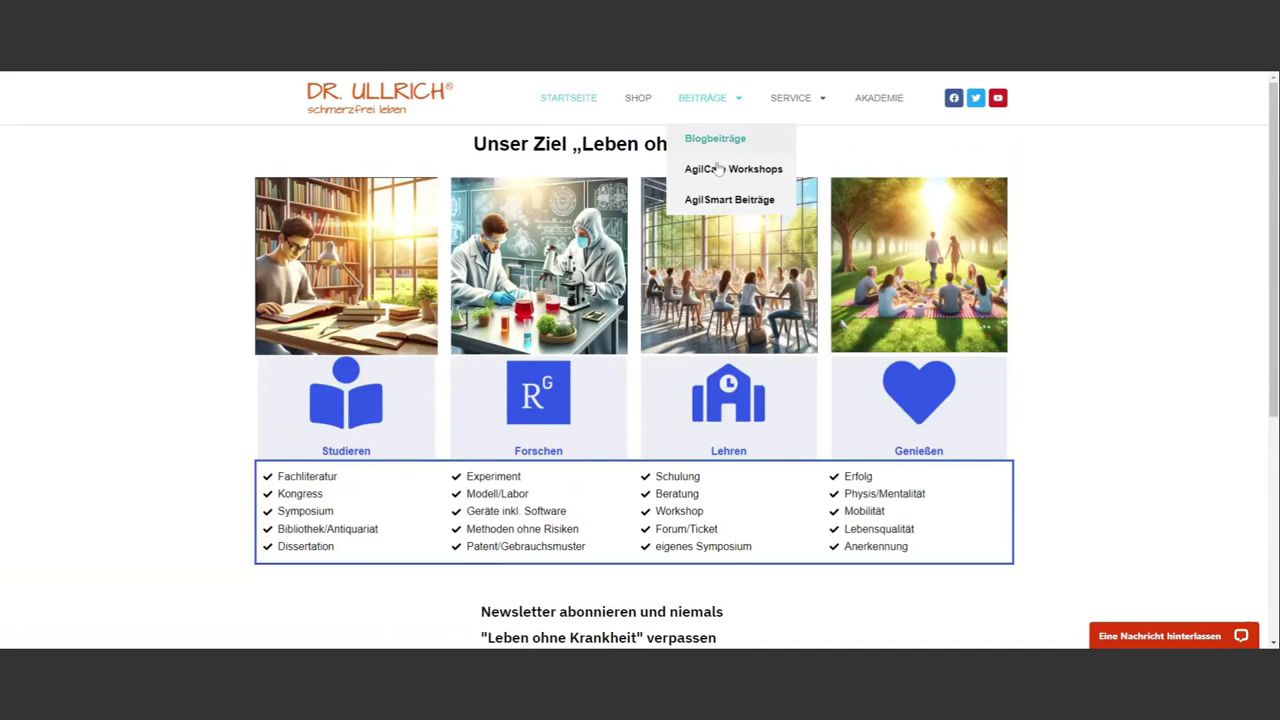 DR. ULLRICH®
schmerzfrei leben
STARTSEITE SHOP BEITRÄGE SERVICE AKADEMIE
Blogbeiträge
Workshops
AgilSmart Beiträge
Unser Ziel „Leben
Studieren
Forschen
Lehren
Genießen
Fachliteratur
Kongress
Symposium
Bibliothek/Antiquariat
Dissertation
Experiment
Modell/Labor
Geräte inkl. Software
Methoden ohne Risiken
Patent/Gebrauchsmuster
Schulung
Beratung
Workshop
Forum/Ticket
eigenes Symposium
Erfolg
Physis/Mentalität
Mobilität
Lebensqualität
Anerkennung
Newsletter abonnieren und niemals
"Leben ohne Krankheit" verpassen
Eine Nachricht hinterlassen